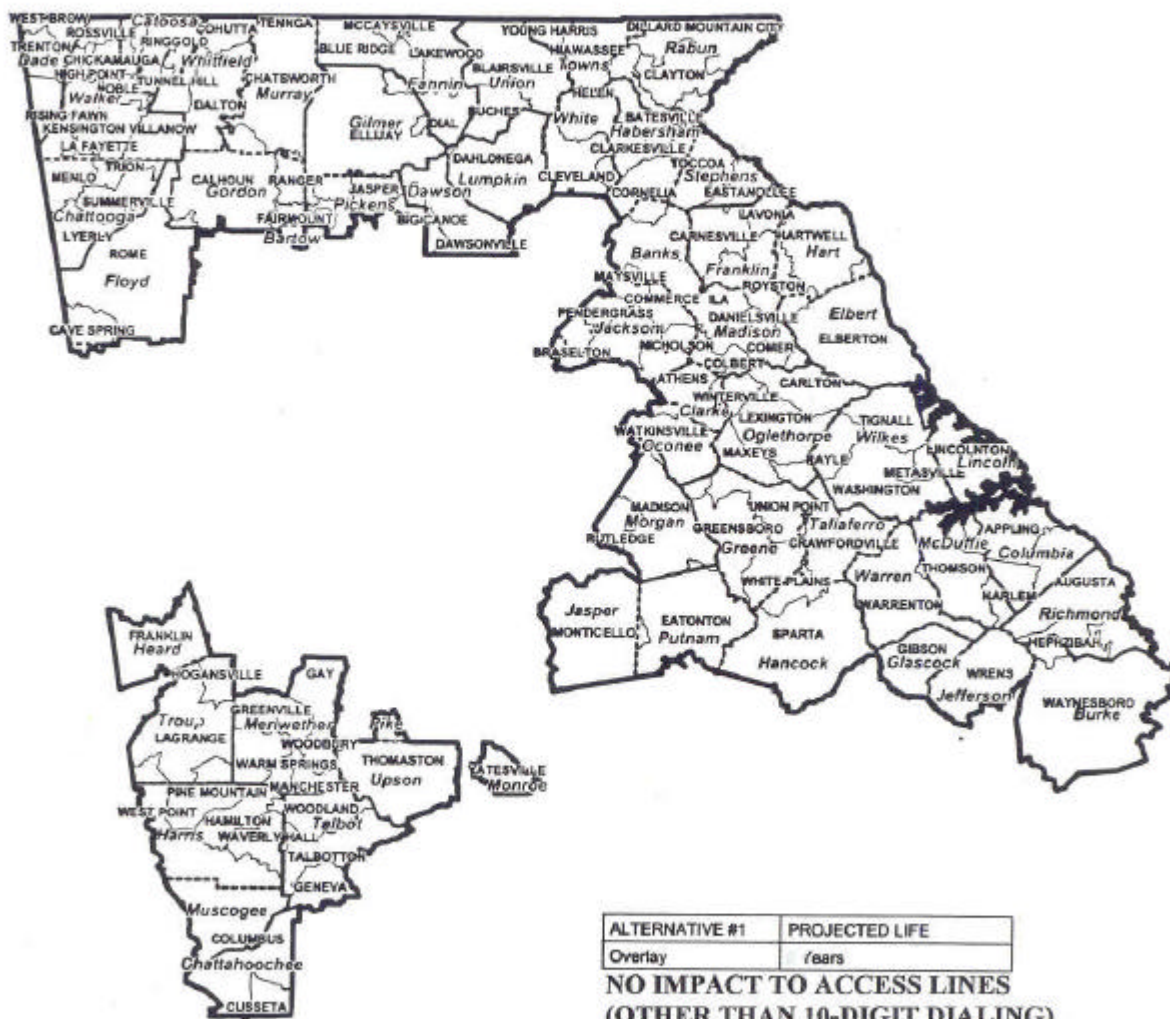 WEST BROW
ROSSVILLE
Catoosa
COHUTTA
TENNGA
MCCAYSVILLE
YOUNG HARRIS
DILLARD MOUNTAIN CITY
TRENTON
RINGGOLD
BLUE RIDGE
LAKEWOOD
HIAWASSEE
Rabun
Dade
CHICKAMAUGA
Whitfield
BLAIRSVILLE
Towns
CLAYTON
HIGH POINT
NOBLE
TUNNEL HILL
CHATSWORTH
Fannin
Union
HELEN
Walker
DALTON
Murray
Gilmer
ELLIJAY
DIAL
SUCHES
White
BATESVILLE
Habersham
RISING FAWN
KENSINGTON VILLANOW
LA FAYETTE
DAHLONEGA
CLARKESVILLE
MENLO
TRION
CALHOUN
RANGER
JASPER
Dawson
Lumpkin
CLEVELAND
TOCCOA
Stephens
SUMMERVILLE
Gordon
Pickens
CORNELIA
EASTANOLLEE
Chattooga
FAIRMOUNT
BIG CANOE
LAVONIA
LYERLY
Bartow
DAWSONVILLE
CARNESVILLE
HARTWELL
ROME
Banks
Hart
Floyd
Franklin
MAYSVILLE
ROYSTON
COMMERCE
ILA
CAVE SPRING
PENDERGRASS
DANIELSVILLE
Elbert
Jackson
Madison
ELBERTON
BRASELTON
NICHOLSON
COMER
COLBERT
ATHENS
CARLTON
WINTERVILLE
Clarke
LEXINGTON
TIGNALL
WATKINSVILLE
Oglethorpe
Wilkes
Oconee
MAXEYS
RAYLE
LINCOLNTON
METASVILLE
Lincoln
WASHINGTON
MADISON
UNION POINT
Morgan
GREENSBORO
Taliaferro
APPLING
RUTLEDGE
Greene
CRAWFORDVILLE
McDuffie
Columbia
WHITE PLAINS
Warren
THOMSON
AUGUSTA
Jasper
WARRENTON
HARLEM
Richmond
MONTICELLO
EATONTON
Putnam
SPARTA
HEPHZIBAH
Hancock
GIBSON
Glascock
WRENS
Jefferson
WAYNESBORO
Burke
FRANKLIN
Heard
HOGANSVILLE
GAY
Troup
GREENVILLE
Meriwether
Pike
LAGRANGE
WOODBURY
THOMASTON
WARM SPRINGS
Upson
YATESVILLE
Monroe
PINE MOUNTAIN
MANCHESTER
WEST POINT
WOODLAND
HAMILTON
Talbot
Harris
WAVERLY HALL
TALBOTTON
GENEVA
Muscogee
COLUMBUS
Chattahoochee
CUSSETA
ALTERNATIVE #1 PROJECTED LIFE
Overlay
NO IMPACT TO ACCESS LINES
(OTHER THAN 10-DIGIT DIALING)